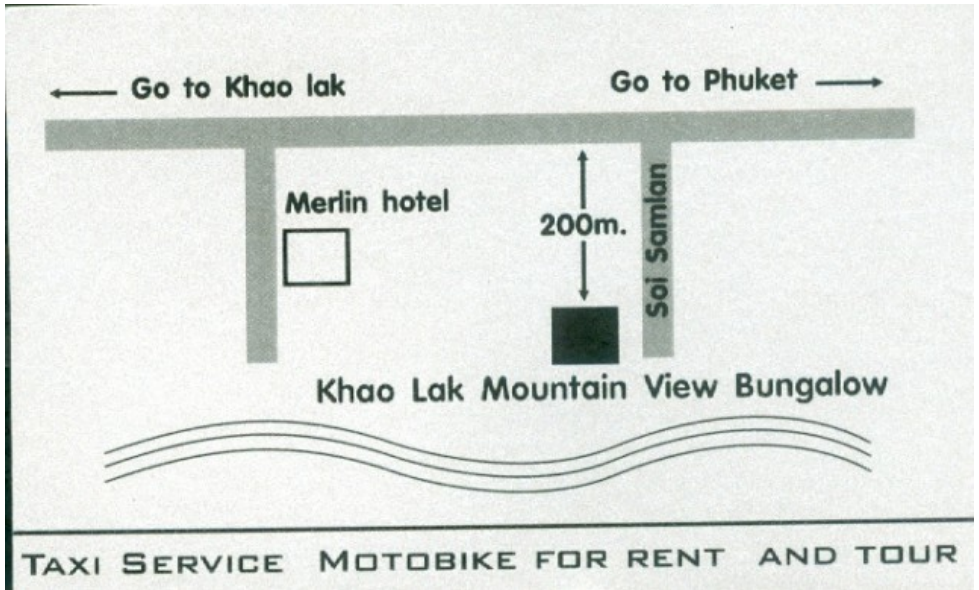 Go to Khao lak
Go to Phuket
Merlin hotel
200m.
Soi Samlan
Khao Lak Mountain View Bungalow
TAXI SERVICE MOTOBIKE FOR RENT AND TOUR